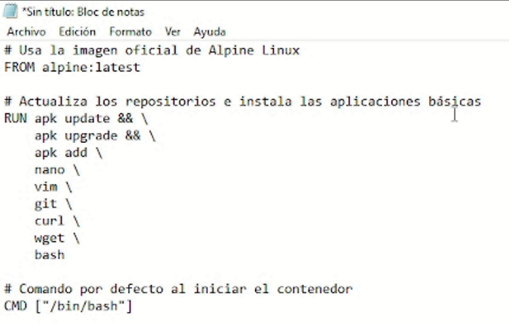 *Sin título: Bloc de notas
Archivo Edición Formato Ver Ayuda
# Usa la imagen oficial de Alpine Linux
FROM alpine:latest

# Actualiza los repositorios e instala las aplicaciones básicas
RUN apk update && \
    apk upgrade && \
    apk add \
    nano \
    vim \
    git \
    curl \
    wget \
    bash

# Comando por defecto al iniciar el contenedor
CMD ["/bin/bash"]